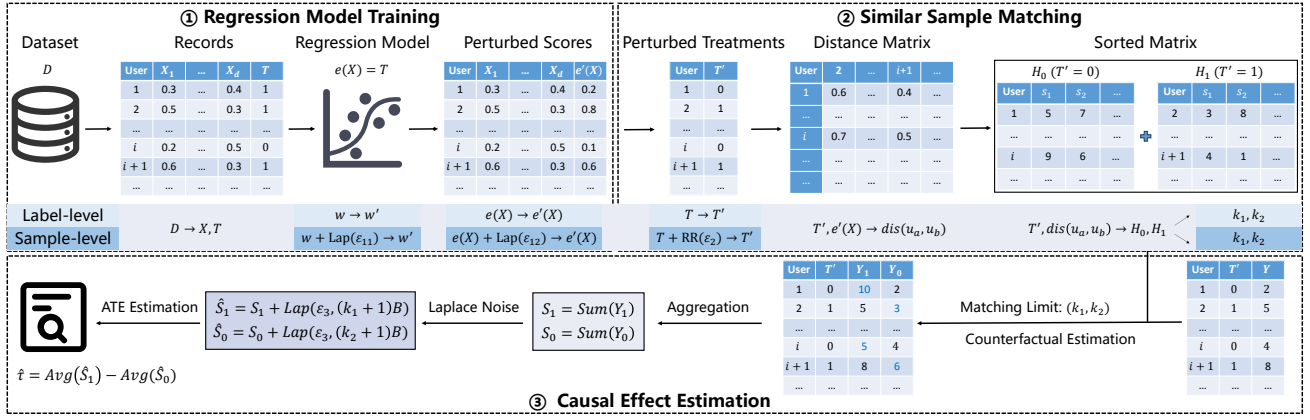 ① Regression Model Training
Dataset
D
Records
User X₁ ... X_d T
1 0.3 ... 0.4 1
2 0.5 ... 0.3 1
... ... ... ... ...
i 0.2 ... 0.5 0
i + 1 0.6 ... 0.3 1
... ... ... ... ...
Regression Model
e(X) = T
Perturbed Scores
User X₁ ... X_d e'(X)
1 0.3 ... 0.4 0.2
2 0.5 ... 0.3 0.8
... ... ... ... ...
i 0.2 ... 0.5 0.1
i + 1 0.6 ... 0.3 0.6
... ... ... ... ...
② Similar Sample Matching
Perturbed Treatments
User T'
1 0
2 1
... ...
i 0
i + 1 1
... ...
Distance Matrix
User 2 ... i+1 ...
1 0.6 ... 0.4 ...
... ... ... ... ...
i 0.7 ... 0.5 ...
... ... ... ... ...
... ... ... ... ...
Sorted Matrix
H₀ (T' = 0)
User s₁ s₂ ...
1 5 7 ...
... ... ... ...
i 9 6 ...
... ... ... ...
H₁ (T' = 1)
User s₁ s₂ ...
2 3 8 ...
... ... ... ...
i + 1 4 1 ...
... ... ... ...
Label-level
Sample-level
D → X, T
w → w'
w + Lap(ε₁₁) → w'
e(X) → e'(X)
e(X) + Lap(ε₁₂) → e'(X)
T → T'
T + RR(ε₂) → T'
T', e'(X) → dis(u_a, u_b)
T', dis(u_a, u_b) → H₀, H₁
k₁, k₂
k₁, k₂
User T' Y
1 0 2
2 1 5
... ... ...
i 0 4
i + 1 1 8
... ... ...
Matching Limit: (k₁, k₂)
Counterfactual Estimation
User T' Y₁ Y₀
1 0 10 2
2 1 5 3
... ... ... ...
i 0 5 4
i + 1 1 8 6
... ... ... ...
Aggregation
S₁ = Sum(Y₁)
S₀ = Sum(Y₀)
Laplace Noise
Ŝ₁ = S₁ + Lap(ε₃, (k₁ + 1)B)
Ŝ₀ = S₀ + Lap(ε₃, (k₂ + 1)B)
ATE Estimation
τ̂ = Avg(Ŝ₁) − Avg(Ŝ₀)
③ Causal Effect Estimation